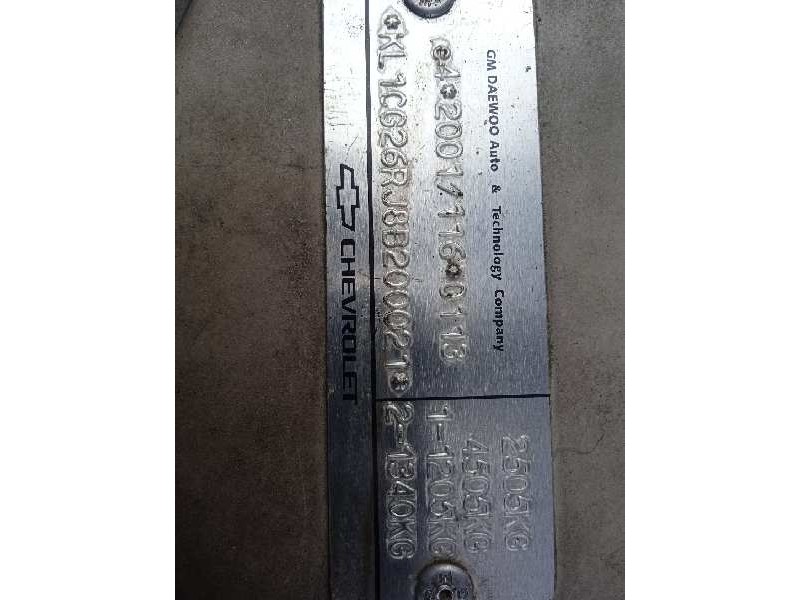 GM DAEWOO Auto & Technology Company
e4*2001/116*0113
*KL1CG26RJ8B200021*
2505KG
4505KG
1-1205KG
2-1340KG
CHEVROLET